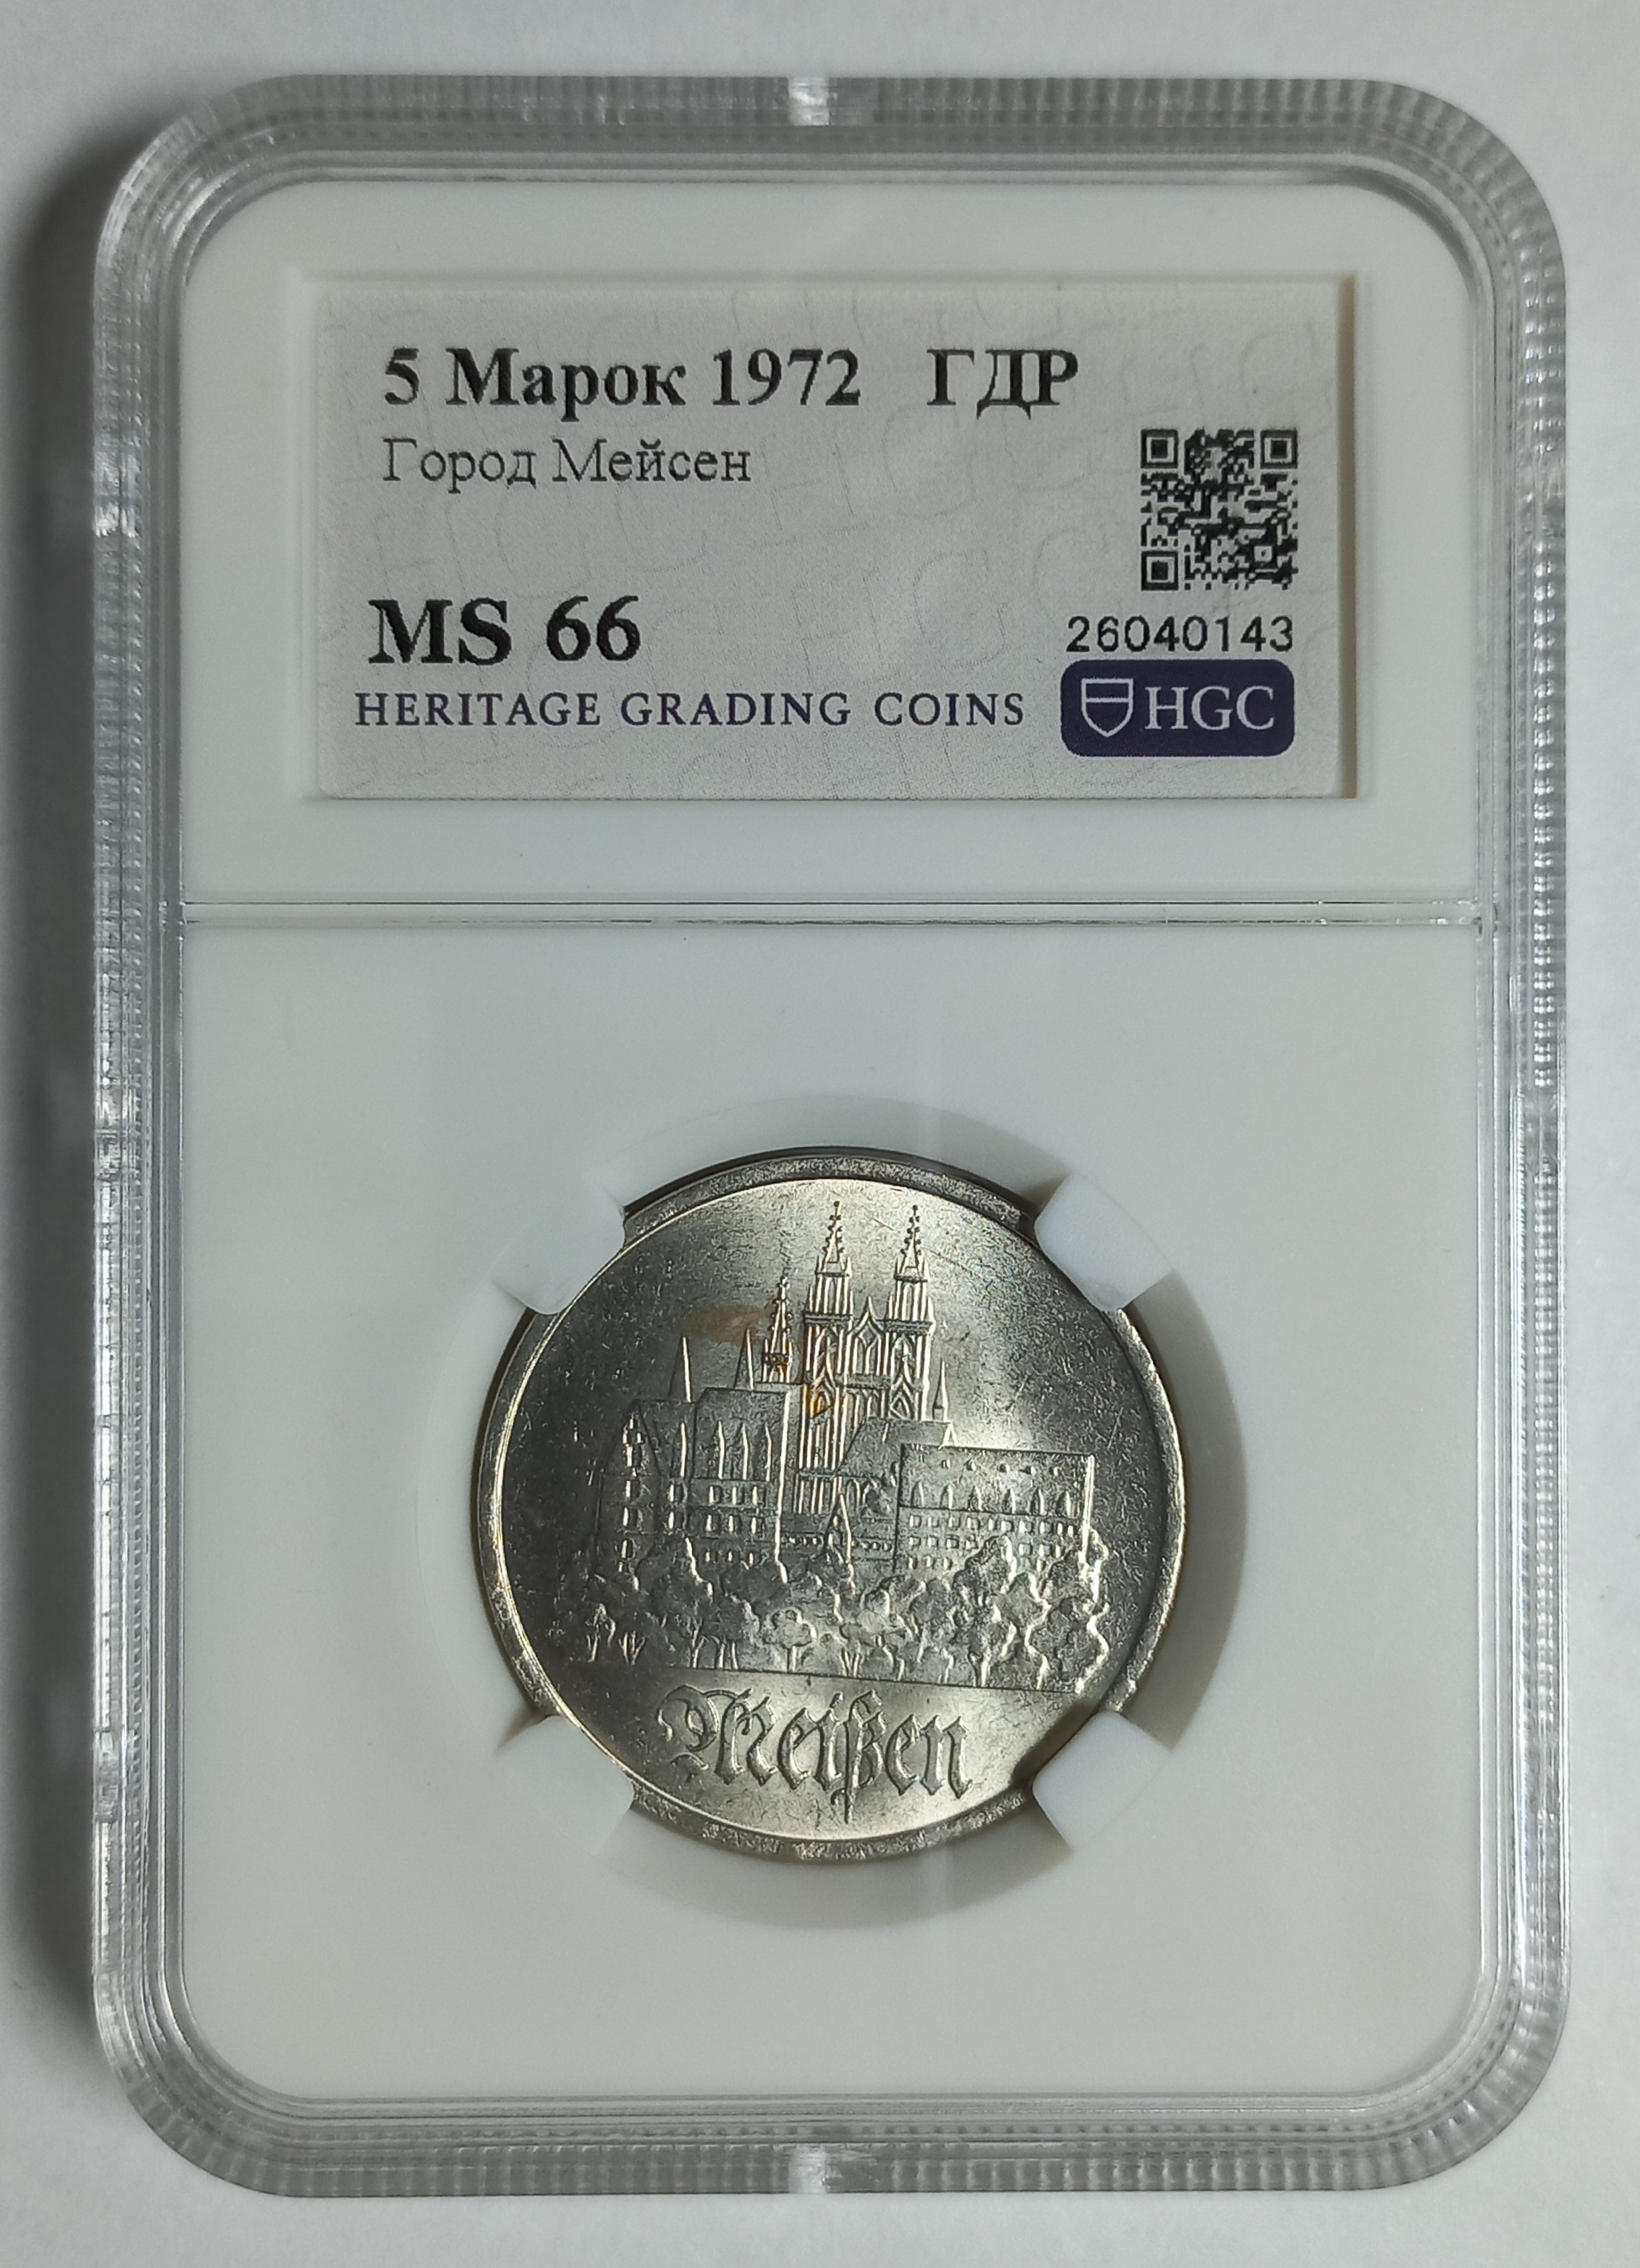 5 Марок 1972 ГДР
Город Мейсен
MS 66
26040143
HERITAGE GRADING COINS HGC
Meißen